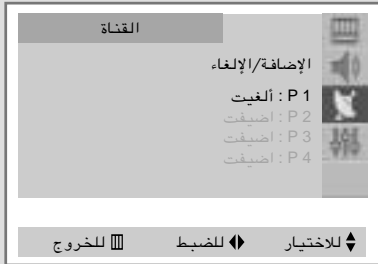 القناة
الإضافة/الإلغاء
P 1 : ألغيت
P 2 : اضيفت
P 3 : اضيفت
P 4 : اضيفت
للاختيار للضبط للخروج